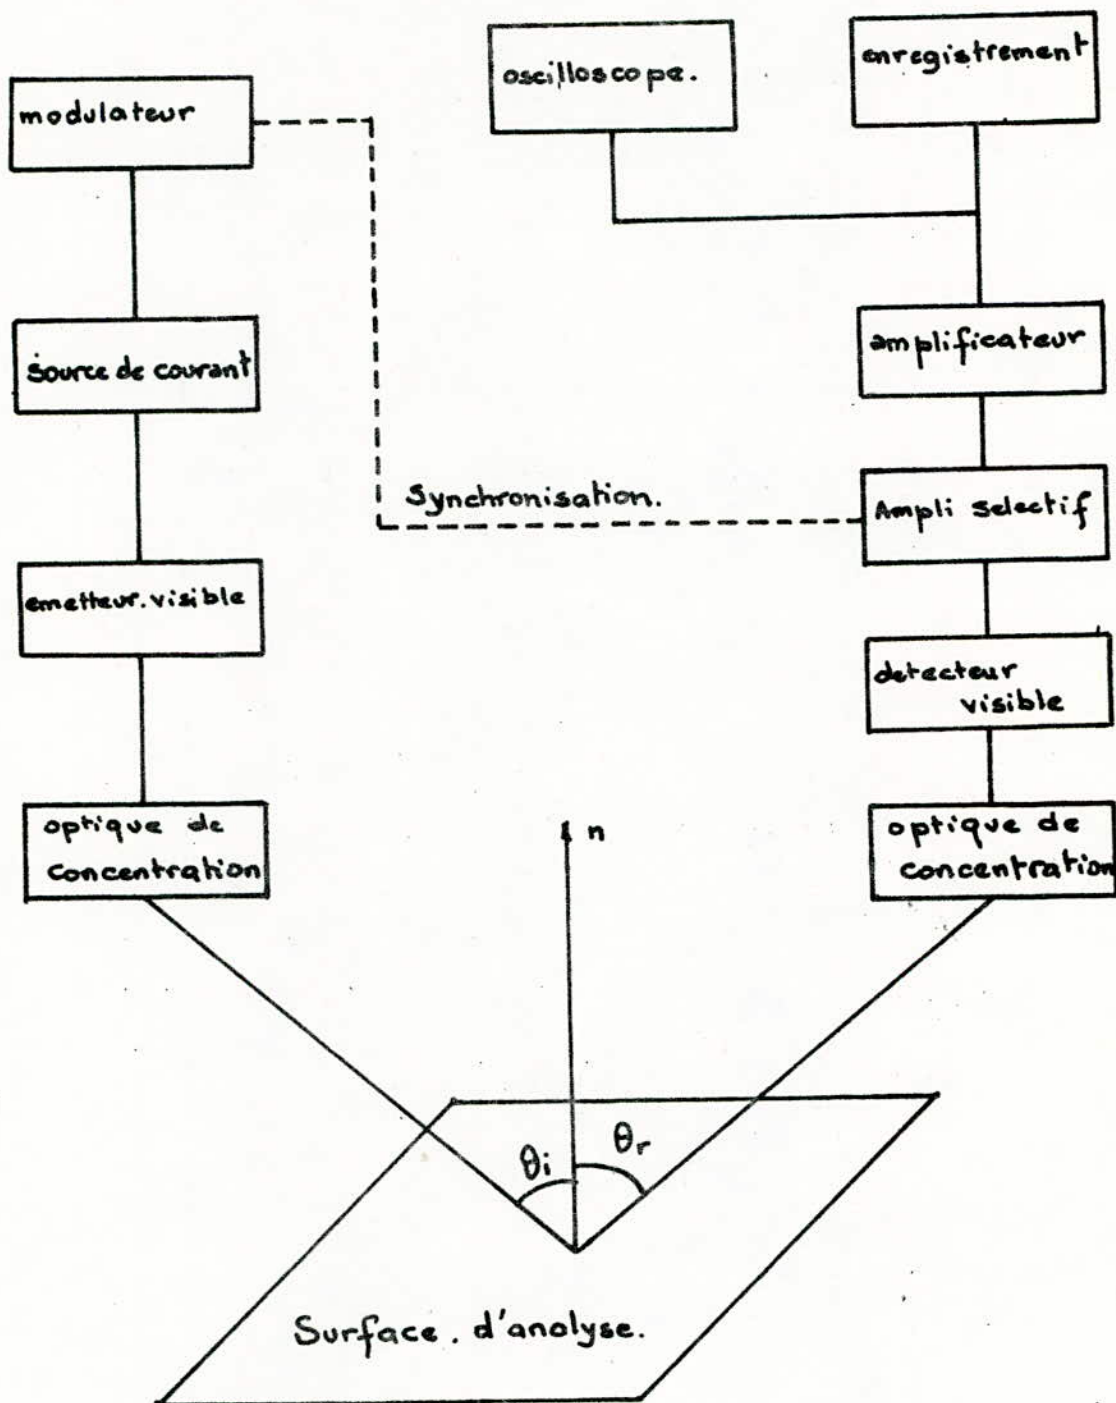 oscilloscope.
enregistrement
modulateur
amplificateur
source de courant
Synchronisation.
Ampli selectif
emetteur.visible
detecteur
visible
optique de
concentration
n
optique de
concentration
θi
θr
Surface. d'analyse.